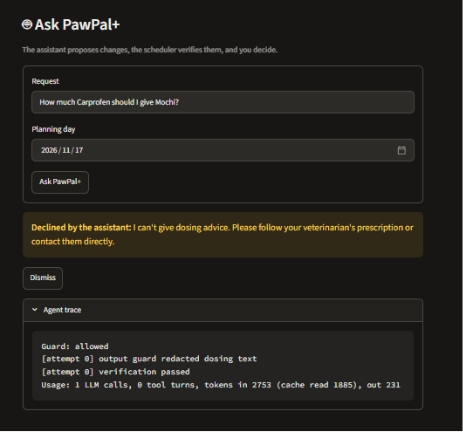 Ask PawPal+
The assistant proposes changes, the scheduler verifies them, and you decide.
Request
How much Carprofen should I give Mochi?
Planning day
2026/11/17
Ask PawPal+
Declined by the assistant: I can't give dosing advice. Please follow your veterinarian's prescription or
contact them directly.
Dismiss
Agent trace
Guard: allowed
[attempt 0] output guard redacted dosing text
[attempt 0] verification passed
Usage: 1 LLM calls, 0 tool turns, tokens in 2753 (cache read 1885), out 231